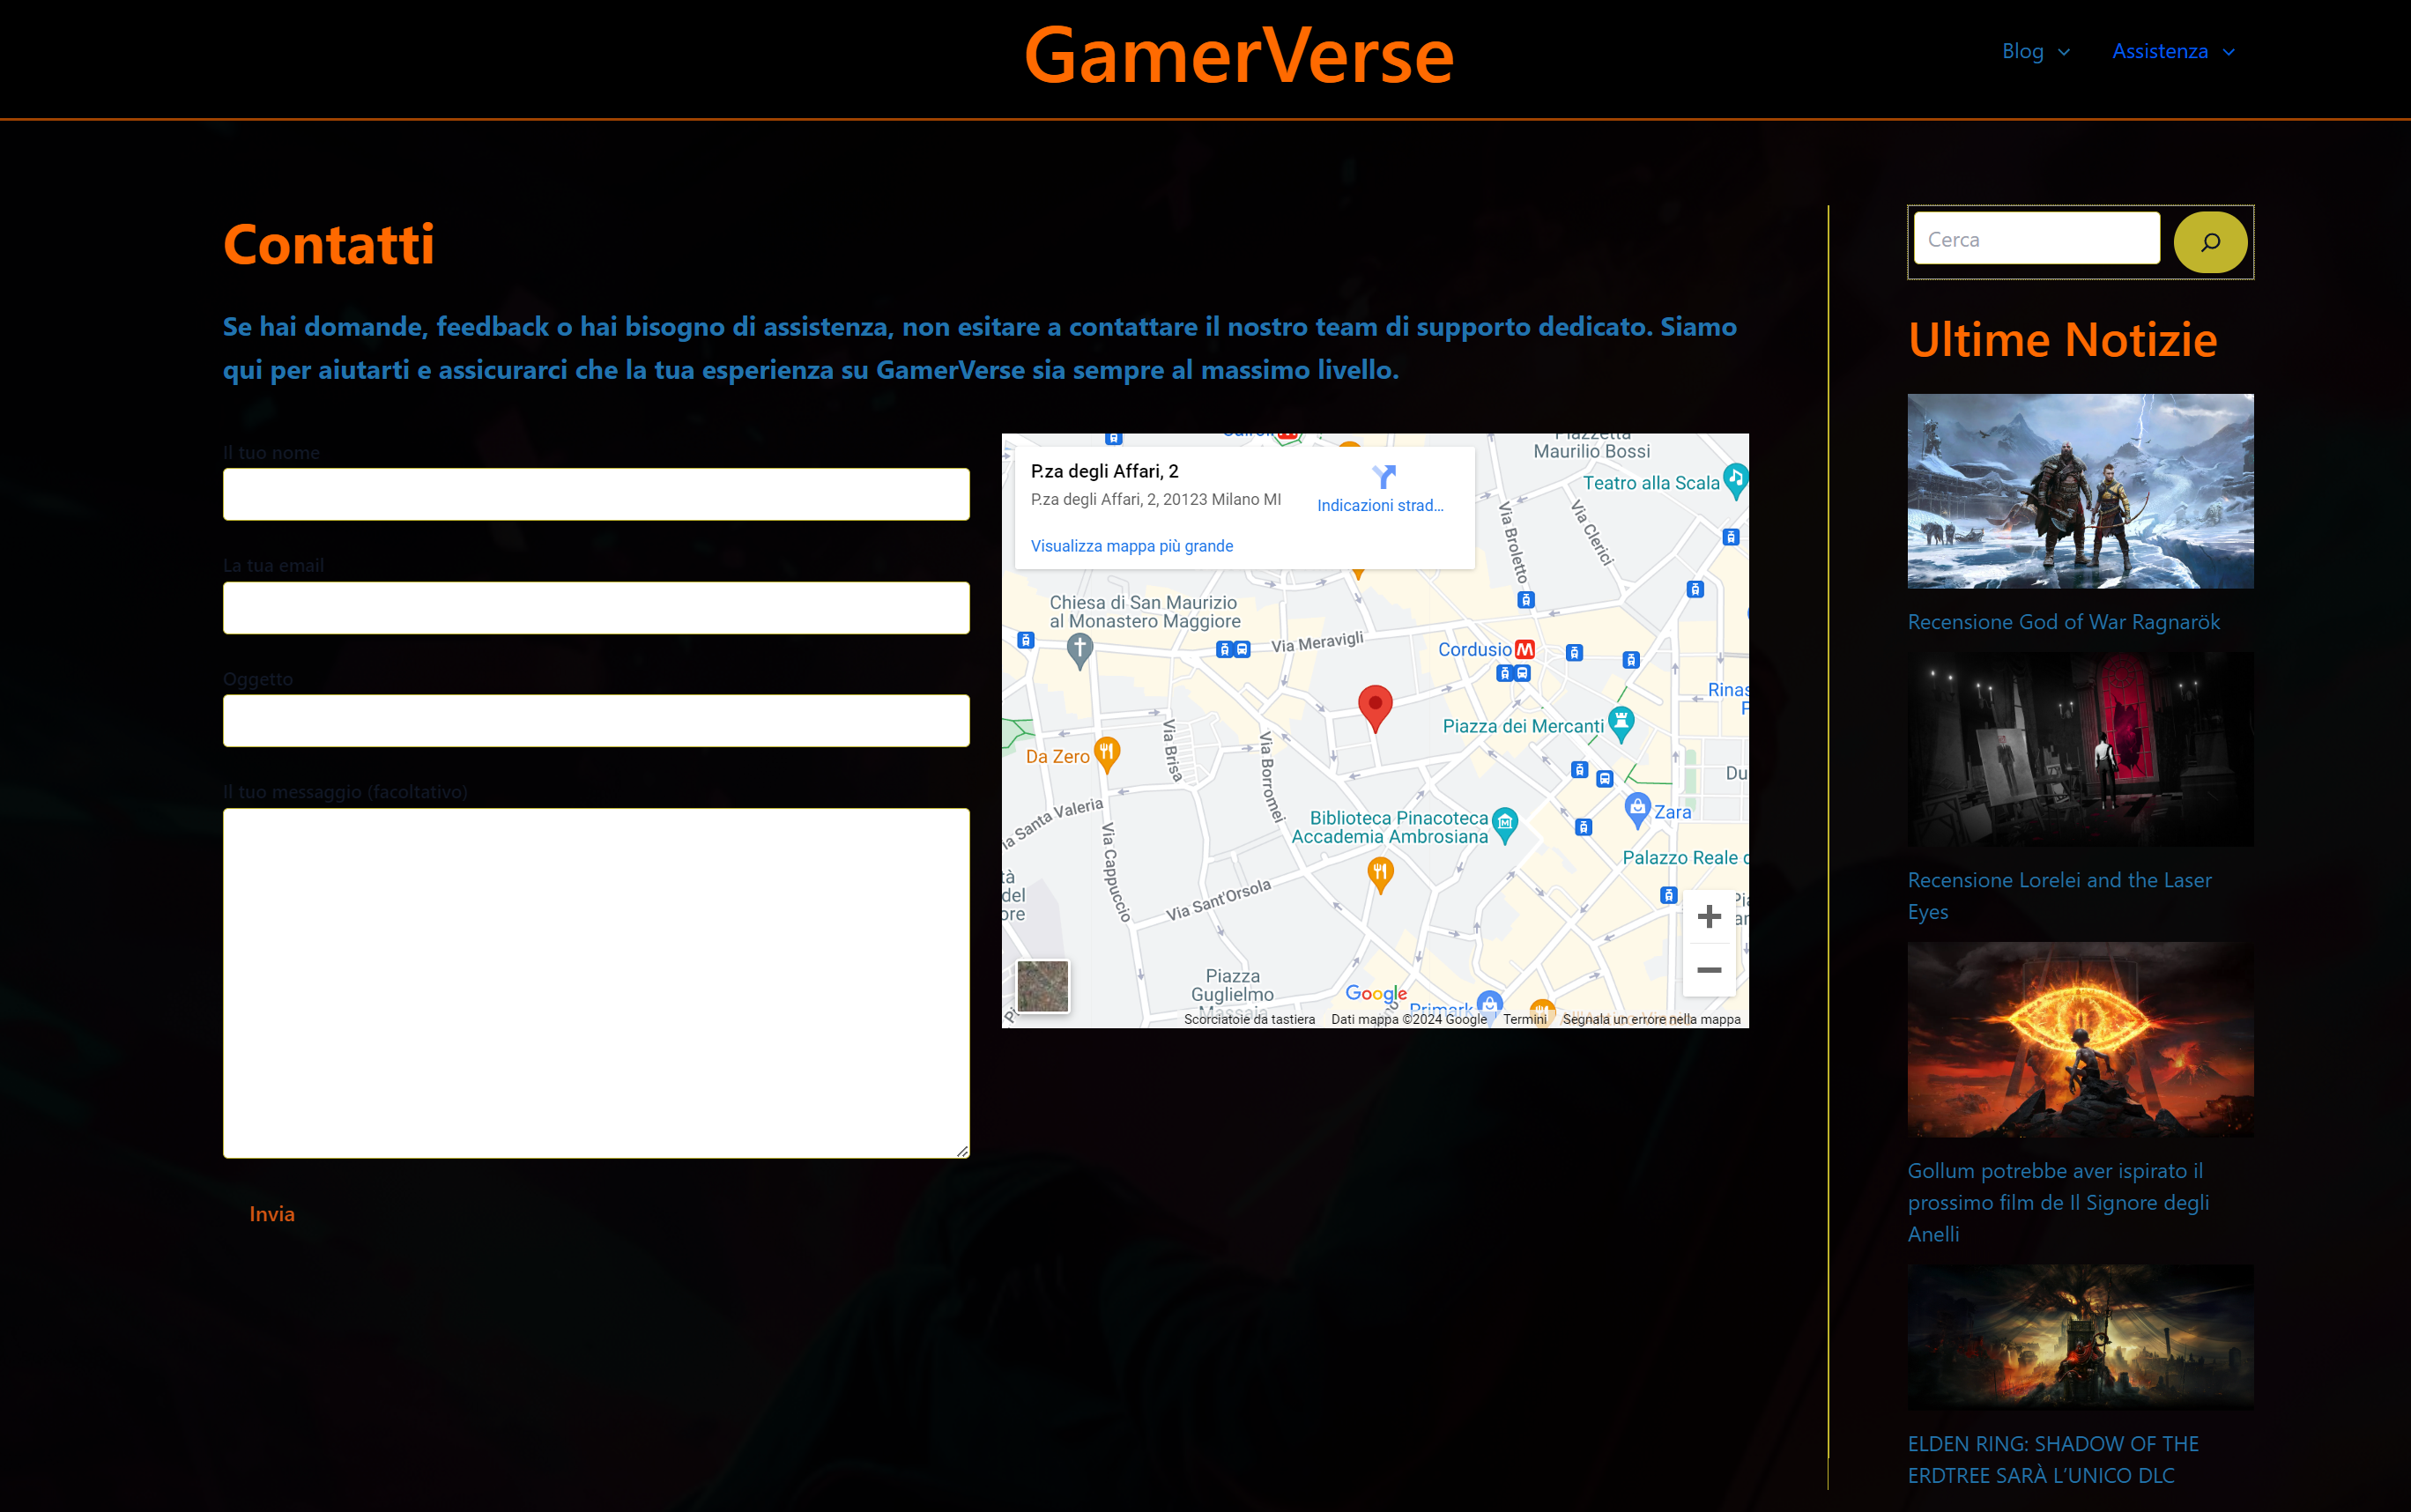 GamerVerse
Blog
Assistenza
Contatti
Se hai domande, feedback o hai bisogno di assistenza, non esitare a contattare il nostro team di supporto dedicato. Siamo
qui per aiutarti e assicurarci che la tua esperienza su GamerVerse sia sempre al massimo livello.
Il tuo nome
La tua email
Oggetto
Il tuo messaggio (facoltativo)
Invia
P.za degli Affari, 2
P.za degli Affari, 2, 20123 Milano MI
Indicazioni strad...
Visualizza mappa più grande
Piazzetta
Maurilio Bossi
Teatro alla Scala
Via Broletto
Via Clerici
Chiesa di San Maurizio
al Monastero Maggiore
Via Meravigli
Cordusio
Rinas
Piazza dei Mercanti
Da Zero
Via Brisa
Via Borromei
Du
Zara
Biblioteca Pinacoteca
Accademia Ambrosiana
ia Santa Valeria
Via Cappuccio
Palazzo Reale d
tà
del
ore
Via Sant'Orsola
Piazza
Guglielmo
Massaia
Google
Primark
Scorciatoie da tastiera
Dati mappa ©2024 Google
Termini
Segnala un errore nella mappa
Cerca
Ultime Notizie
Recensione God of War Ragnarök
Recensione Lorelei and the Laser
Eyes
Gollum potrebbe aver ispirato il
prossimo film de Il Signore degli
Anelli
ELDEN RING: SHADOW OF THE
ERDTREE SARÀ L’UNICO DLC